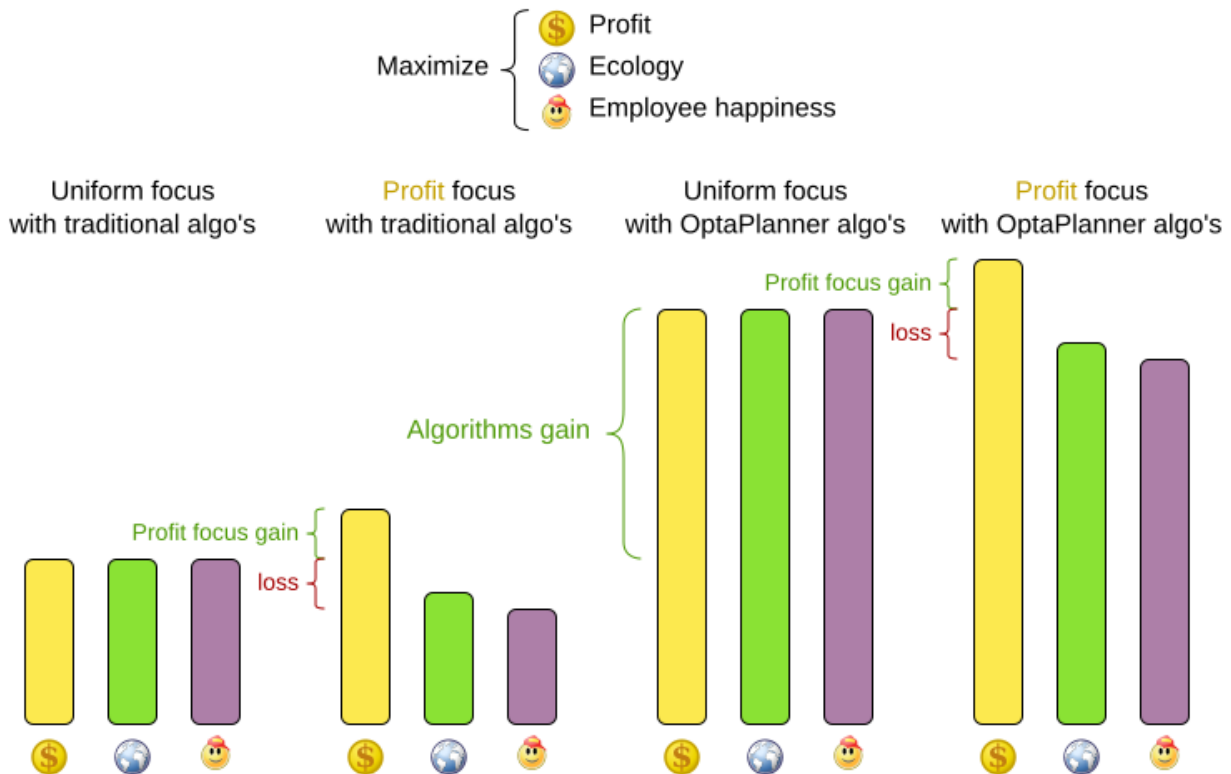 Maximize
Profit
Ecology
Employee happiness
Uniform focus
with traditional algo's
Profit focus
with traditional algo's
Uniform focus
with OptaPlanner algo's
Profit focus
with OptaPlanner algo's
Profit focus gain
loss
Algorithms gain
Profit focus gain
loss
$
$
$
$
$